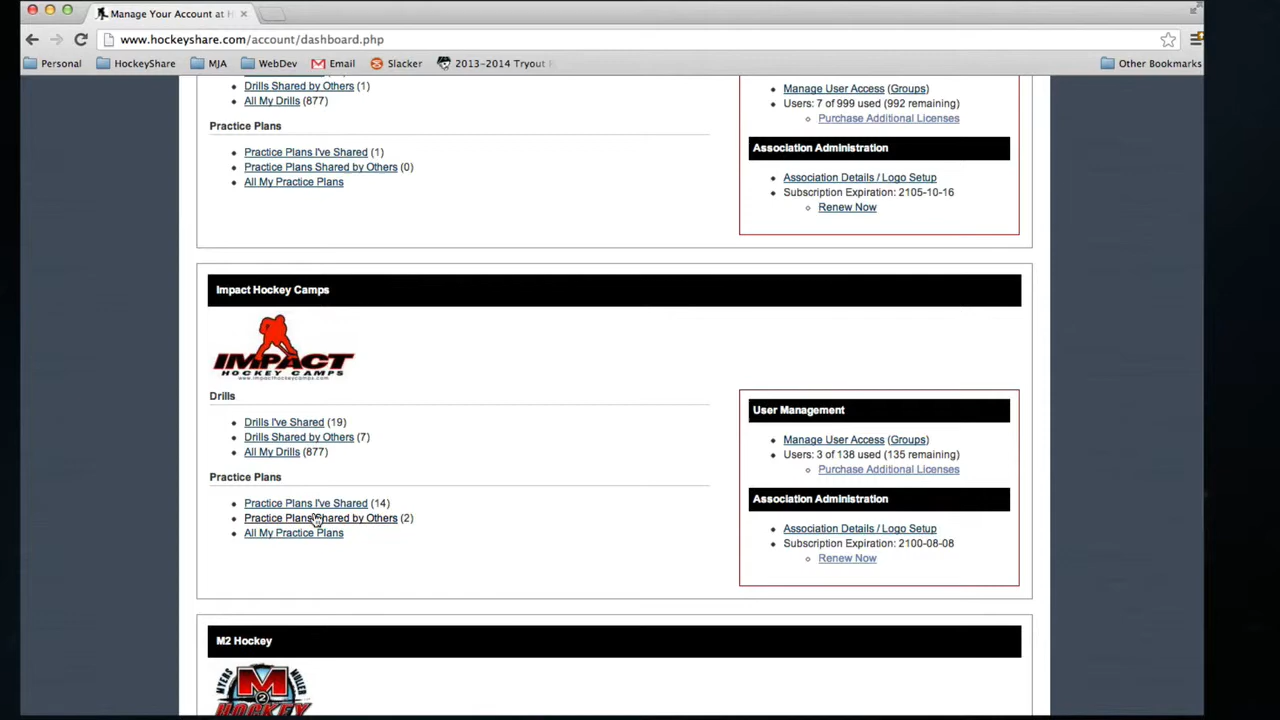 Manage Your Account at H
www.hockeyshare.com/account/dashboard.php
Personal HockeyShare MJA WebDev Email Slacker 2013-2014 Tryout Other Bookmarks
Drills Shared by Others (1)
All My Drills (877)
Practice Plans
Practice Plans I've Shared (1)
Practice Plans Shared by Others (0)
All My Practice Plans
Manage User Access (Groups)
Users: 7 of 999 used (992 remaining)
Purchase Additional Licenses
Association Administration
Association Details / Logo Setup
Subscription Expiration: 2105-10-16
Renew Now
Impact Hockey Camps
IMPACT
HOCKEY CAMPS
www.impacthockeycamps.com
Drills
Drills I've Shared (19)
Drills Shared by Others (7)
All My Drills (877)
Practice Plans
Practice Plans I've Shared (14)
Practice Plans Shared by Others (2)
All My Practice Plans
User Management
Manage User Access (Groups)
Users: 3 of 138 used (135 remaining)
Purchase Additional Licenses
Association Administration
Association Details / Logo Setup
Subscription Expiration: 2100-08-08
Renew Now
M2 Hockey
MYERS M2 MULLER
HOCKEY